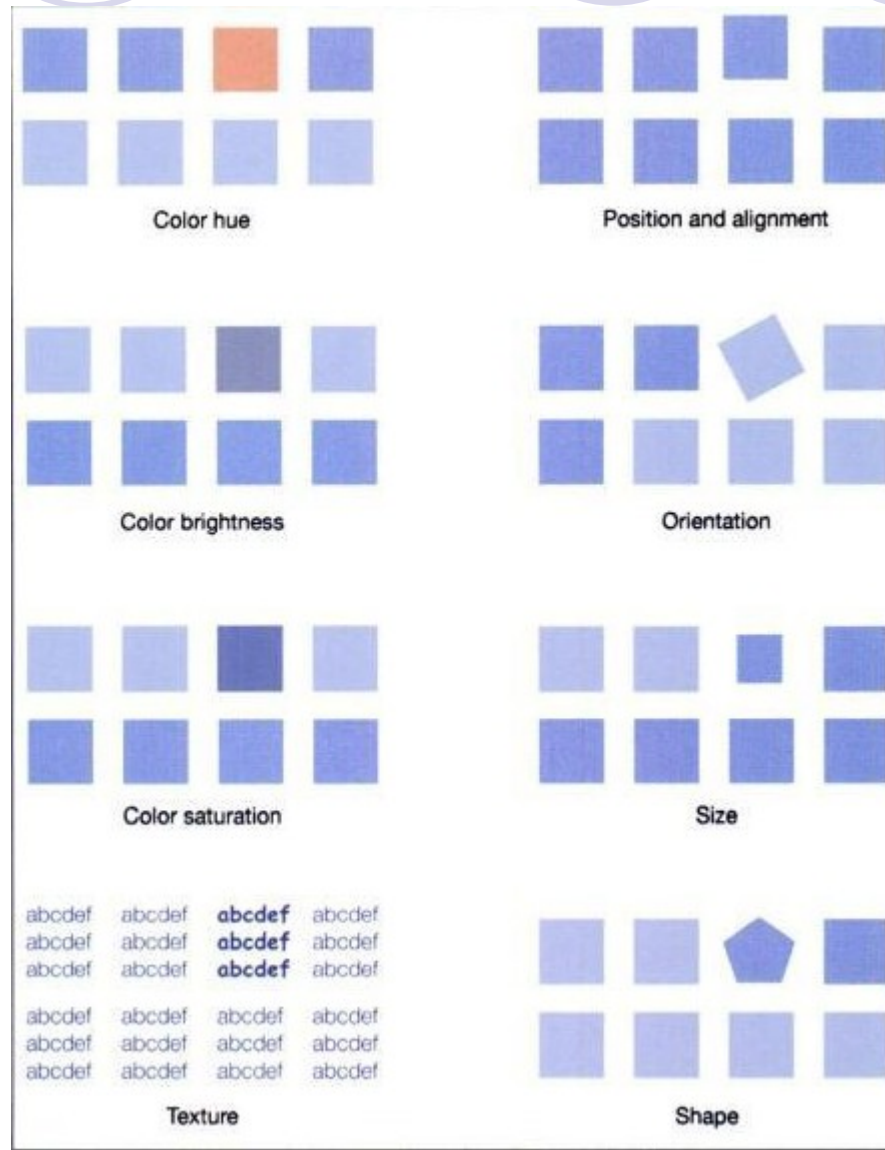 Color hue
Position and alignment
Color brightness
Orientation
Color saturation
Size
abcdef abcdef abcdef abcdef
abcdef abcdef abcdef abcdef
abcdef abcdef abcdef abcdef
abcdef abcdef abcdef abcdef
abcdef abcdef abcdef abcdef
abcdef abcdef abcdef abcdef
Texture
Shape